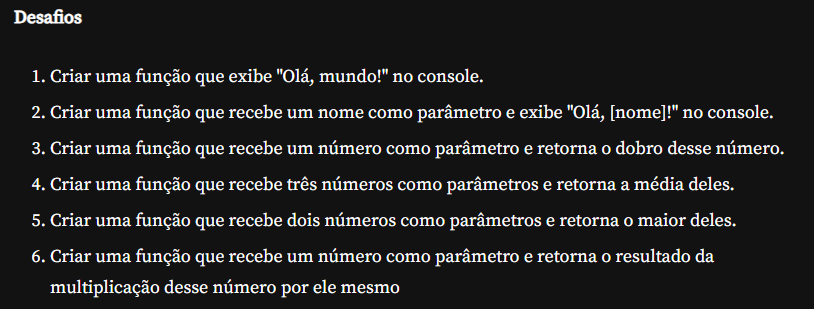 Desafios
1. Criar uma função que exibe "Olá, mundo!" no console.
2. Criar uma função que recebe um nome como parâmetro e exibe "Olá, [nome]!" no console.
3. Criar uma função que recebe um número como parâmetro e retorna o dobro desse número.
4. Criar uma função que recebe três números como parâmetros e retorna a média deles.
5. Criar uma função que recebe dois números como parâmetros e retorna o maior deles.
6. Criar uma função que recebe um número como parâmetro e retorna o resultado da
multiplicação desse número por ele mesmo